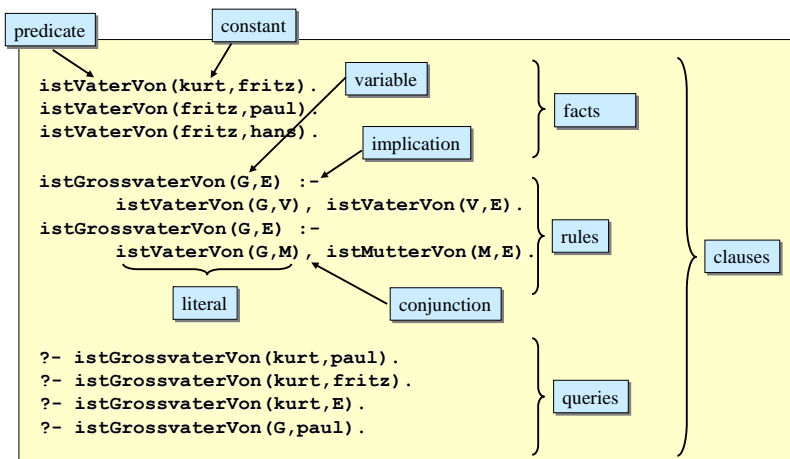 predicate
constant
istVaterVon(kurt,fritz).
variable
istVaterVon(fritz,paul).
facts
istVaterVon(fritz,hans).
implication
istGrossvaterVon(G,E) :-
istVaterVon(G,V), istVaterVon(V,E).
istGrossvaterVon(G,E) :-
rules
istVaterVon(G,M), istMutterVon(M,E).
clauses
literal
conjunction
?- istGrossvaterVon(kurt,paul).
?- istGrossvaterVon(kurt,fritz).
?- istGrossvaterVon(kurt,E).
queries
?- istGrossvaterVon(G,paul).